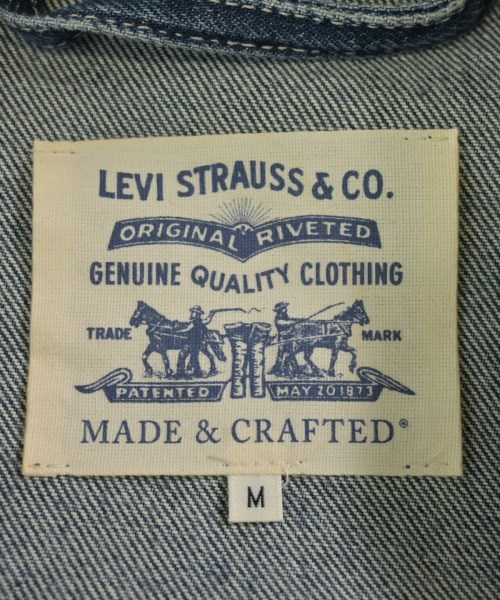 LEVI STRAUSS & CO.
ORIGINAL RIVETED
GENUINE QUALITY CLOTHING
TRADE MARK
PATENTED MAY 20 1873
MADE & CRAFTED®
M